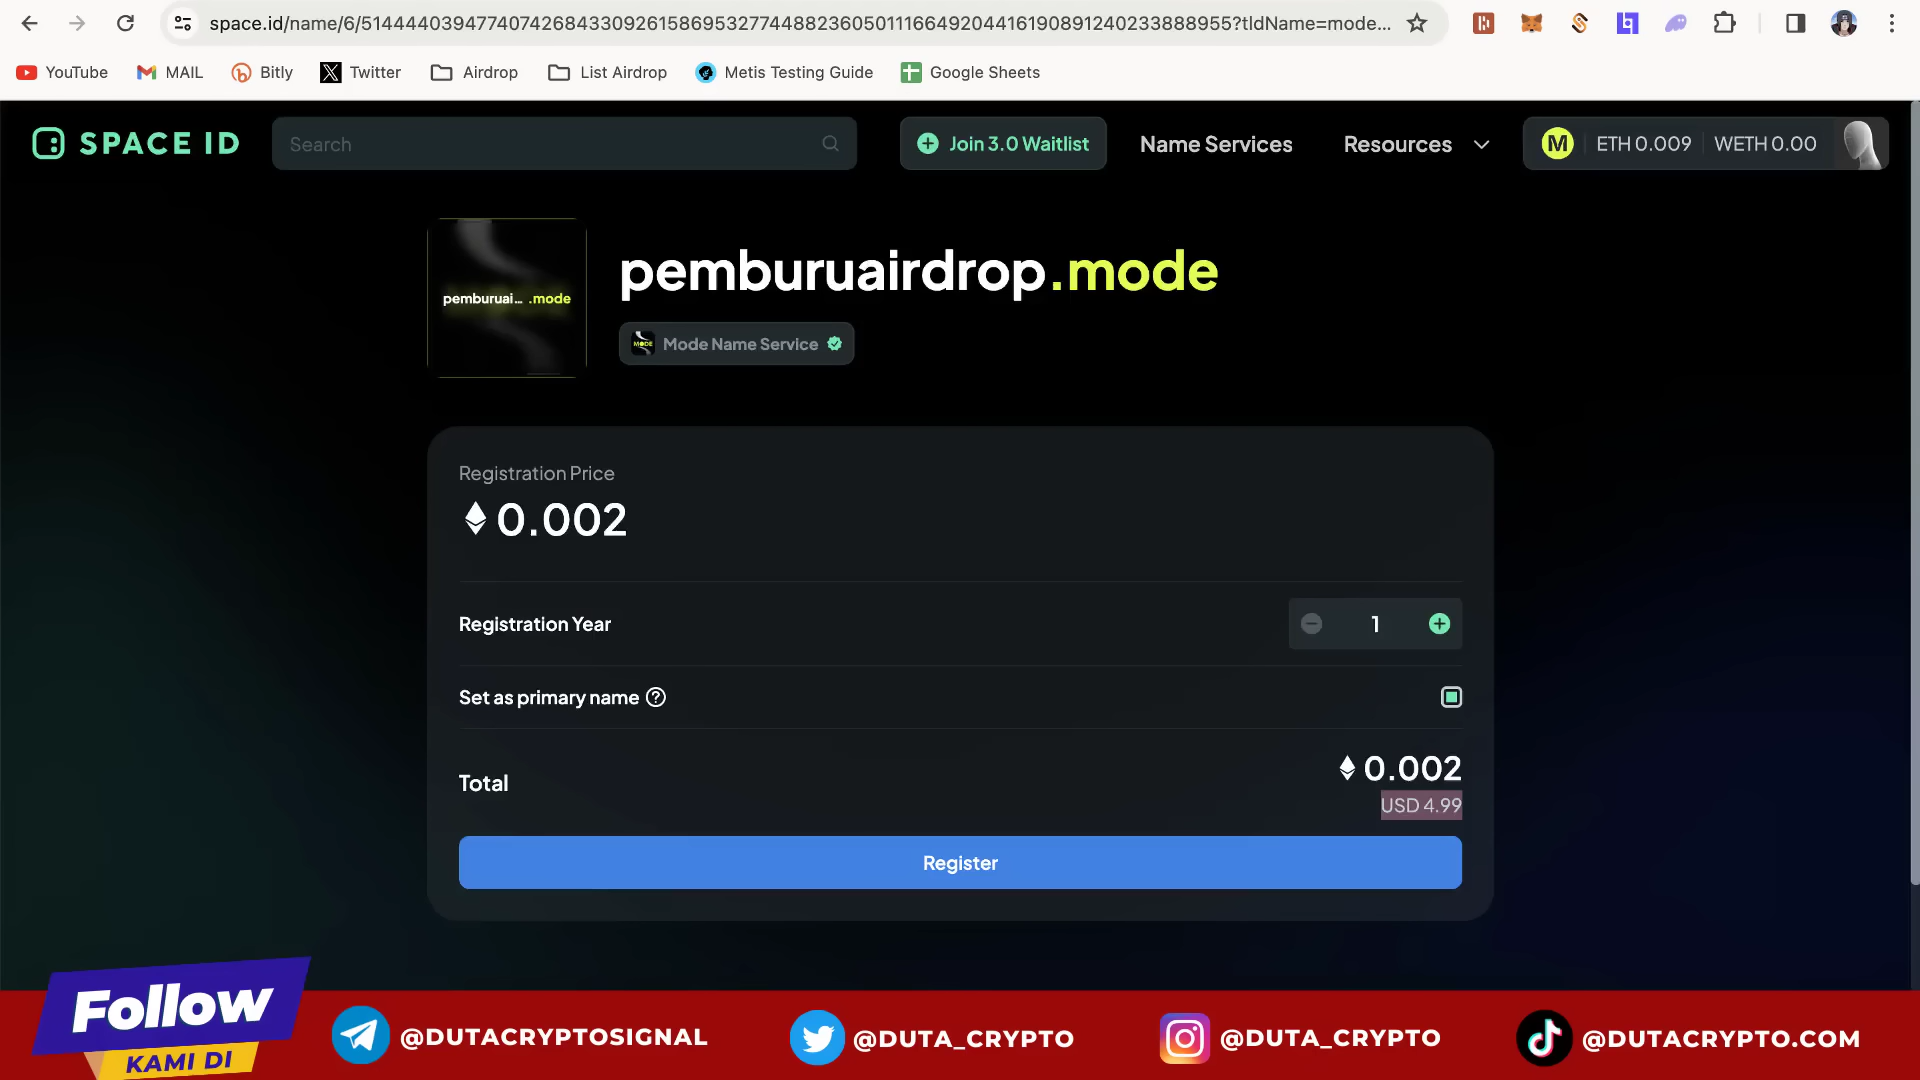 space.id/name/6/51444403947740742684330926158695327744882360501116649204416190891240233888955?tldName=mode...
YouTube
MAIL
Bitly
Twitter
Airdrop
List Airdrop
Metis Testing Guide
Google Sheets
SPACE ID
Search
Join 3.0 Waitlist
Name Services
Resources
M
ETH 0.009
WETH 0.00
pemburuai... .mode
pemburuairdrop.mode
MODE
Mode Name Service
Registration Price
0.002
Registration Year
1
Set as primary name
Total
0.002
USD 4.99
Register
Follow
KAMI DI
@DUTACRYPTOSIGNAL
@DUTA_CRYPTO
@DUTA_CRYPTO
@DUTACRYPTO.COM